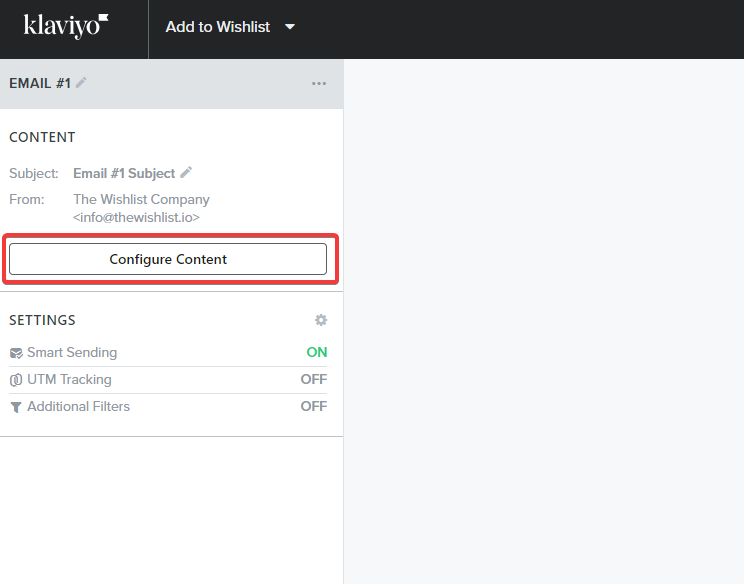 klaviyo
Add to Wishlist
EMAIL #1
CONTENT
Subject: Email #1 Subject
From: The Wishlist Company
<info@thewishlist.io>
Configure Content
SETTINGS
Smart Sending ON
UTM Tracking OFF
Additional Filters OFF